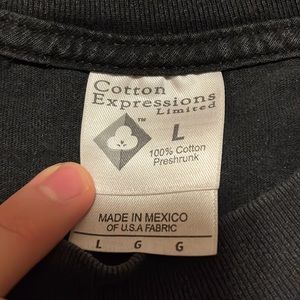 Cotton
Expressions
Limited
™
L
100% Cotton
Preshrunk
MADE IN MEXICO
OF U.S.A FABRIC
L G G